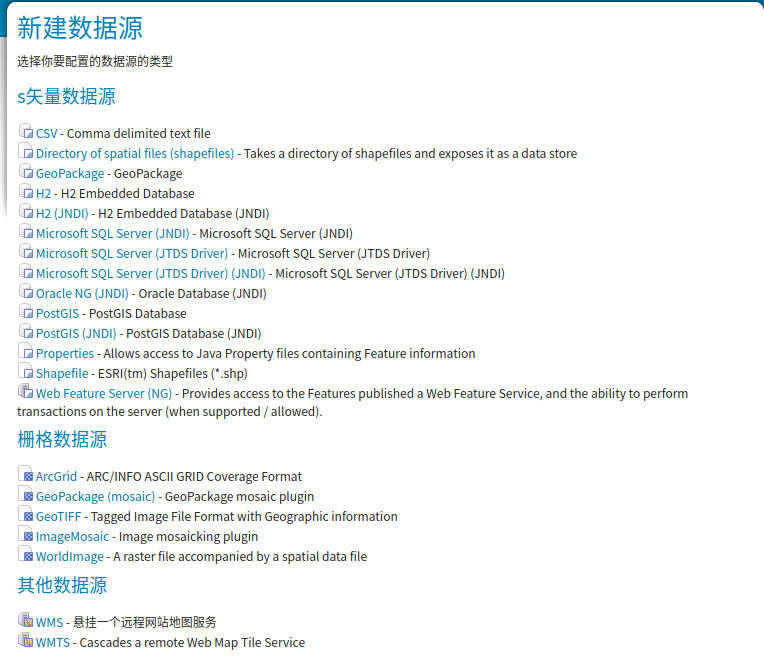 新建数据源
选择你要配置的数据源的类型
s矢量数据源
CSV - Comma delimited text file
Directory of spatial files (shapefiles) - Takes a directory of shapefiles and exposes it as a data store
GeoPackage - GeoPackage
H2 - H2 Embedded Database
H2 (JNDI) - H2 Embedded Database (JNDI)
Microsoft SQL Server (JNDI) - Microsoft SQL Server (JNDI)
Microsoft SQL Server (JTDS Driver) - Microsoft SQL Server (JTDS Driver)
Microsoft SQL Server (JTDS Driver) (JNDI) - Microsoft SQL Server (JTDS Driver) (JNDI)
Oracle NG (JNDI) - Oracle Database (JNDI)
PostGIS - PostGIS Database
PostGIS (JNDI) - PostGIS Database (JNDI)
Properties - Allows access to Java Property files containing Feature information
Shapefile - ESRI(tm) Shapefiles (*.shp)
Web Feature Server (NG) - Provides access to the Features published a Web Feature Service, and the ability to perform
transactions on the server (when supported / allowed).
栅格数据源
ArcGrid - ARC/INFO ASCII GRID Coverage Format
GeoPackage (mosaic) - GeoPackage mosaic plugin
GeoTIFF - Tagged Image File Format with Geographic information
ImageMosaic - Image mosaicking plugin
WorldImage - A raster file accompanied by a spatial data file
其他数据源
WMS - 悬挂一个远程网站地图服务
WMTS - Cascades a remote Web Map Tile Service